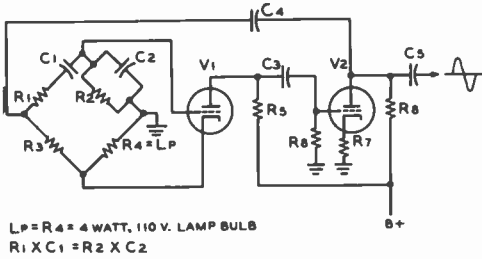 C4
C1
C2
V1
V2
C3
C5
R1
R2
R5
R8
R3
R4=LP
R8
R7
B+
LP=R4=4 WATT, 110 V. LAMP BULB
R1 X C1 = R2 X C2